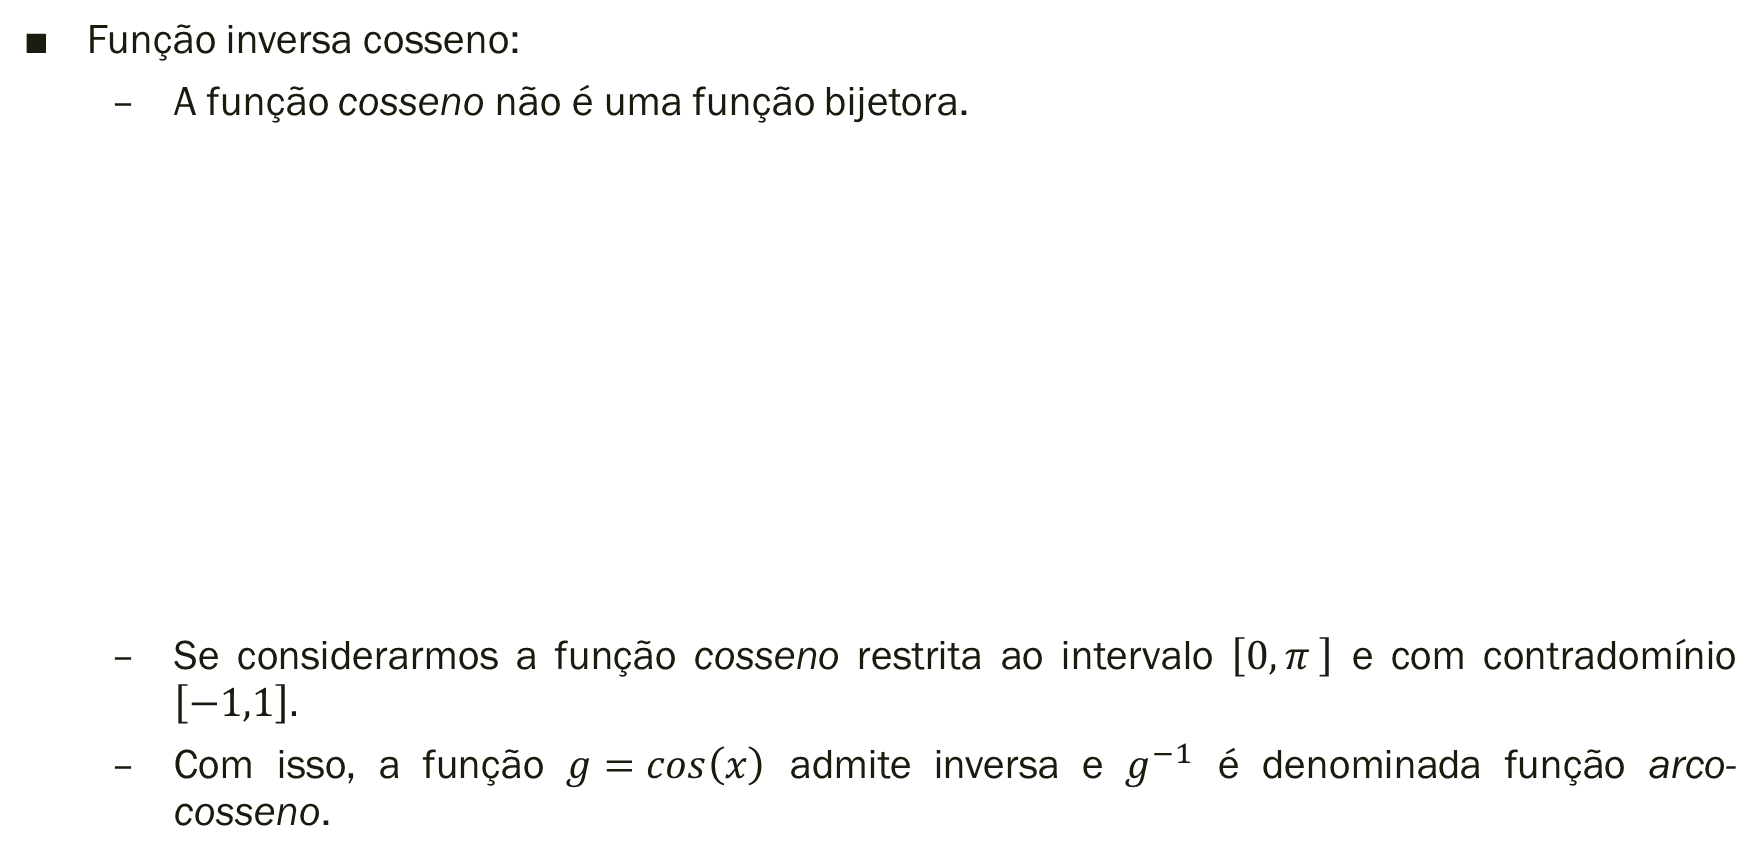 ■ Função inversa cosseno:
– A função cosseno não é uma função bijetora.
– Se considerarmos a função cosseno restrita ao intervalo [0, π ] e com contradomínio
[−1,1].
– Com isso, a função g = cos(x) admite inversa e g⁻¹ é denominada função arco-
cosseno.